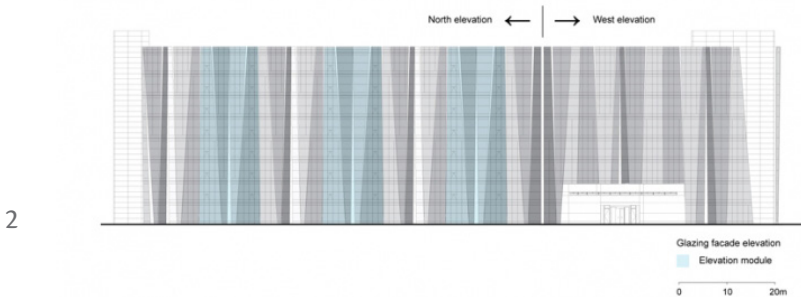 North elevation ← → West elevation
2
Glazing facade elevation
Elevation module
0 10 20m